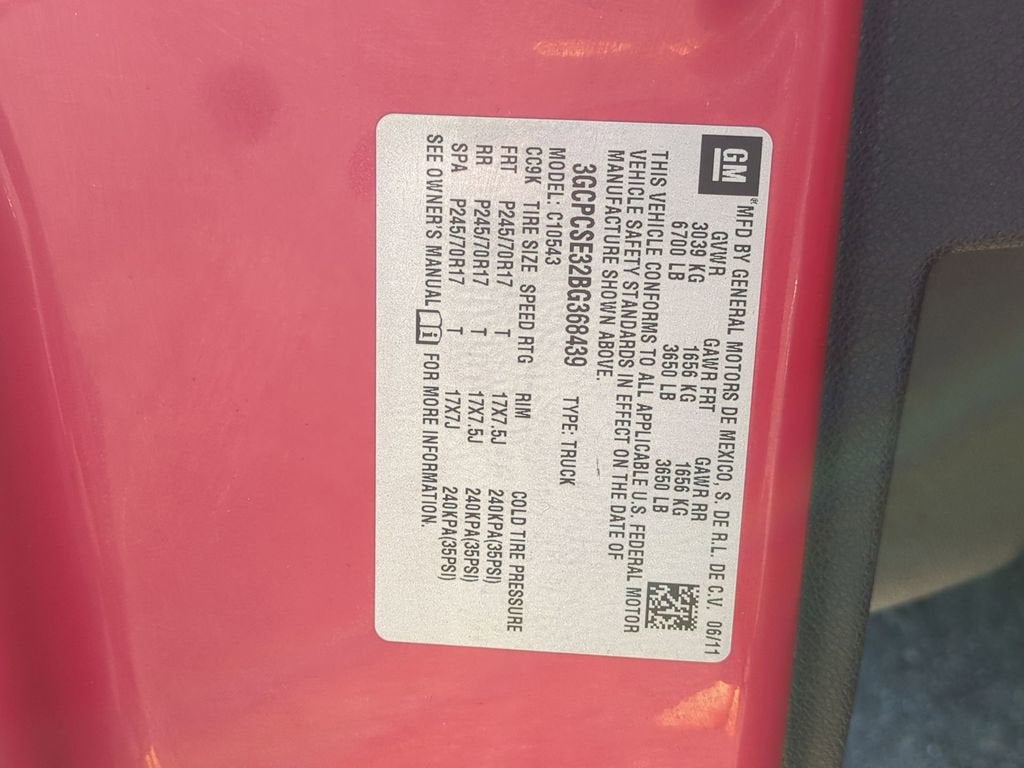 GM® MFD BY GENERAL MOTORS DE MEXICO, S. DE R.L. DE C.V. 06/11
GVWR GAWR FRT GAWR RR
3039 KG 1656 KG 1656 KG
6700 LB 3650 LB 3650 LB
THIS VEHICLE CONFORMS TO ALL APPLICABLE U.S. FEDERAL MOTOR
VEHICLE SAFETY STANDARDS IN EFFECT ON THE DATE OF
MANUFACTURE SHOWN ABOVE.
3GCPCSE32BG368439 TYPE: TRUCK
MODEL: C10543
CC9K TIRE SIZE SPEED RTG RIM COLD TIRE PRESSURE
FRT P245/70R17 T 17X7.5J 240KPA(35PSI)
RR P245/70R17 T 17X7.5J 240KPA(35PSI)
SPA P245/70R17 T 17X7J 240KPA(35PSI)
SEE OWNER'S MANUAL i FOR MORE INFORMATION.